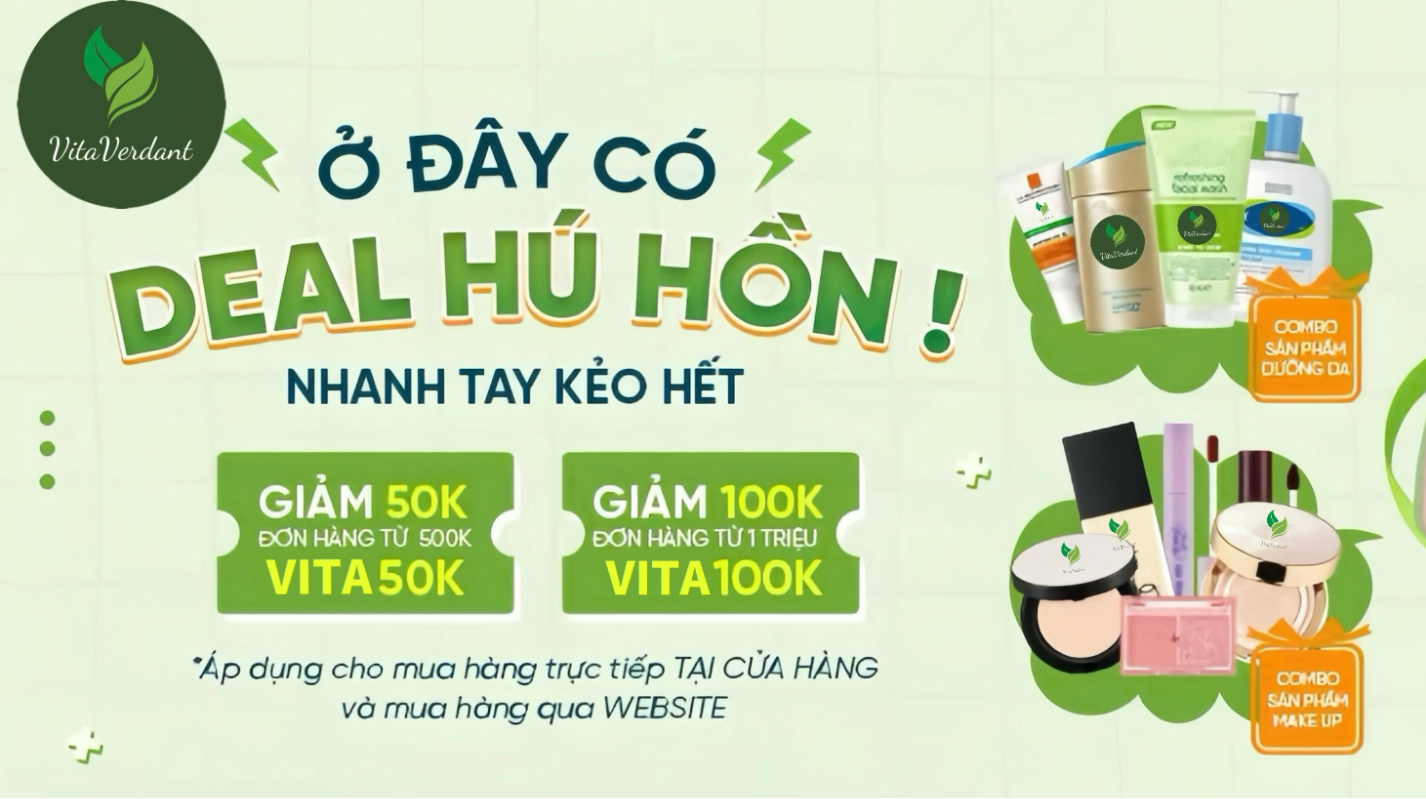 VitaVerdant
Ở ĐÂY CÓ
DEAL HÚ HỒN !
NHANH TAY KẺO HẾT
GIẢM 50K
ĐƠN HÀNG TỪ 500K
VITA50K
GIẢM 100K
ĐƠN HÀNG TỪ 1 TRIỆU
VITA100K
*Áp dụng cho mua hàng trực tiếp TẠI CỬA HÀNG
và mua hàng qua WEBSITE
refreshing
facial wash
VitaVerdant
VitaVerdant
COMBO
SẢN PHẨM
DƯỠNG DA
VitaVerdant
COMBO
SẢN PHẨM
MAKE UP